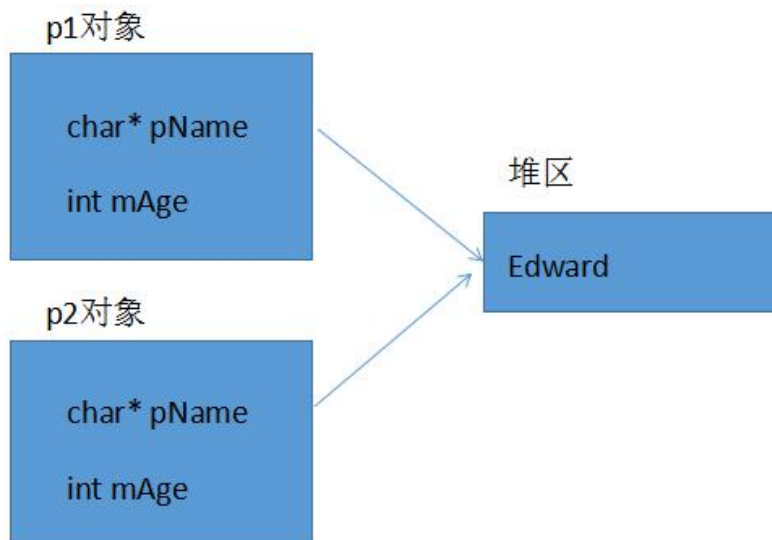 p1对象
char* pName
int mAge
堆区
Edward
p2对象
char* pName
int mAge